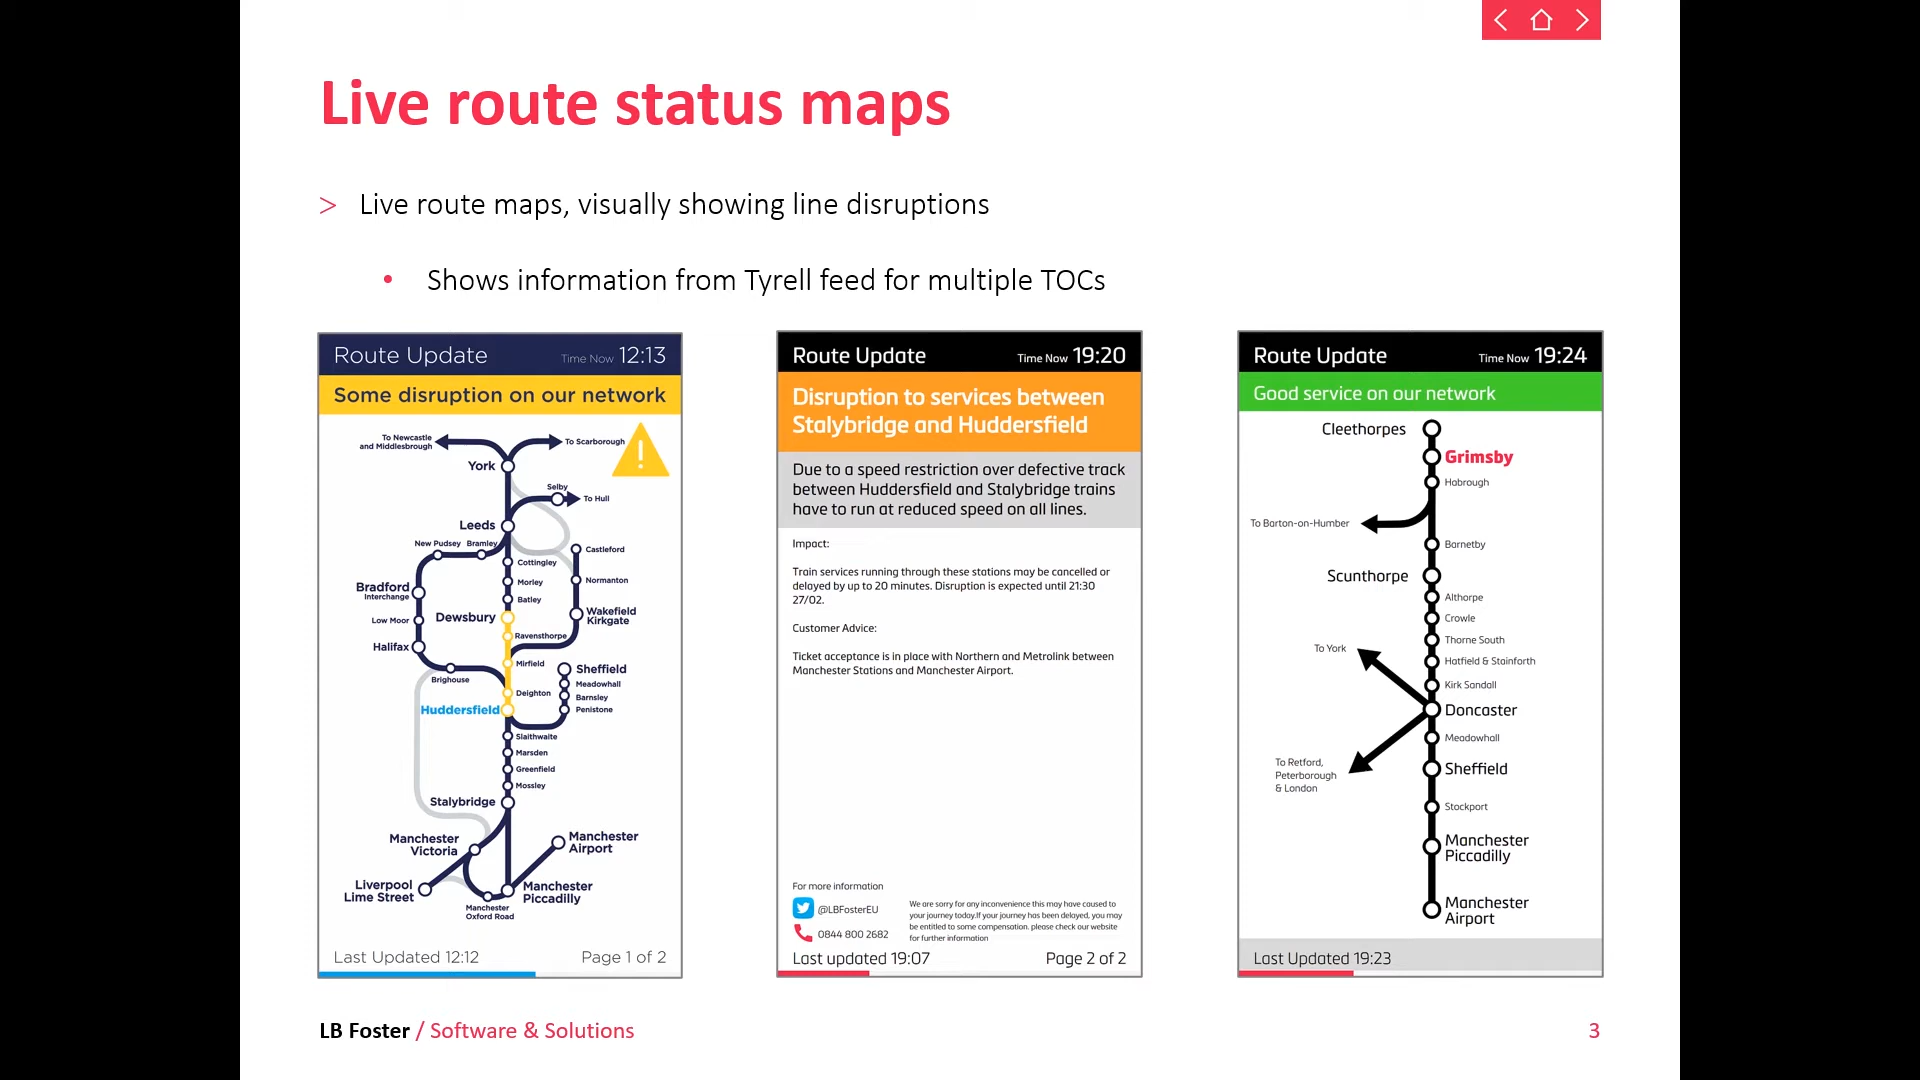 Live route status maps
> Live route maps, visually showing line disruptions
• Shows information from Tyrell feed for multiple TOCs
Route Update Time Now 12:13
Some disruption on our network
To Newcastle
and Middlesbrough
To Scarborough
!
York
Selby
To Hull
Leeds
New Pudsey Bramley
Castleford
Cottingley
Morley
Normanton
Bradford
Interchange
Batley
Dewsbury
Wakefield
Kirkgate
Low Moor
Ravensthorpe
Halifax
Mirfield
Sheffield
Brighouse
Meadowhall
Deighton
Barnsley
Huddersfield
Penistone
Slaithwaite
Marsden
Greenfield
Mossley
Stalybridge
Manchester
Victoria
Manchester
Airport
Liverpool
Lime Street
Manchester
Piccadilly
Manchester
Oxford Road
Last Updated 12:12 Page 1 of 2
Route Update Time Now 19:20
Disruption to services between
Stalybridge and Huddersfield
Due to a speed restriction over defective track
between Huddersfield and Stalybridge trains
have to run at reduced speed on all lines.
Impact:
Train services running through these stations may be cancelled or
delayed by up to 20 minutes. Disruption is expected until 21:30
27/02.
Customer Advice:
Ticket acceptance is in place with Northern and Metrolink between
Manchester Stations and Manchester Airport.
For more information
@LBFosterEU
0844 800 2682
We are sorry for any inconvenience this may have caused to
your journey today.If your journey has been delayed, you may
be entitled to some compensation. please check our website
for further information
Last updated 19:07 Page 2 of 2
Route Update Time Now 19:24
Good service on our network
Cleethorpes
Grimsby
Habrough
To Barton-on-Humber
Barnetby
Scunthorpe
Althorpe
Crowle
Thorne South
To York
Hatfield & Stainforth
Kirk Sandall
Doncaster
Meadowhall
To Retford,
Peterborough
& London
Sheffield
Stockport
Manchester
Piccadilly
Manchester
Airport
Last Updated 19:23
LB Foster / Software & Solutions
3